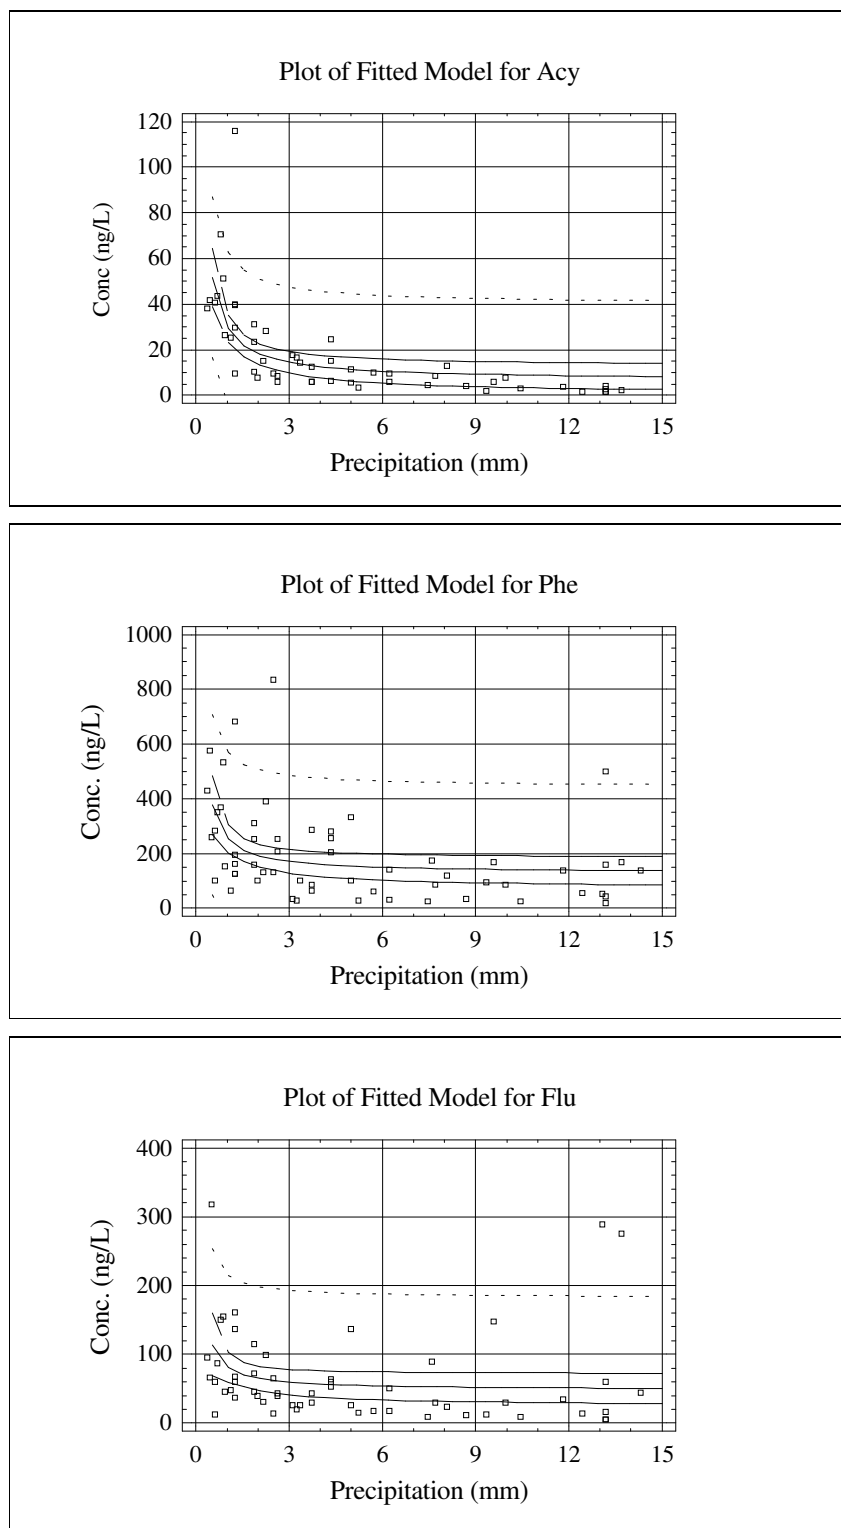 Plot of Fitted Model for Acy
120
100
80
60
40
20
0
Conc (ng/L)
0 3 6 9 12 15
Precipitation (mm)
Plot of Fitted Model for Phe
1000
800
600
400
200
0
Conc. (ng/L)
0 3 6 9 12 15
Precipitation (mm)
Plot of Fitted Model for Flu
400
300
200
100
0
Conc. (ng/L)
0 3 6 9 12 15
Precipitation (mm)